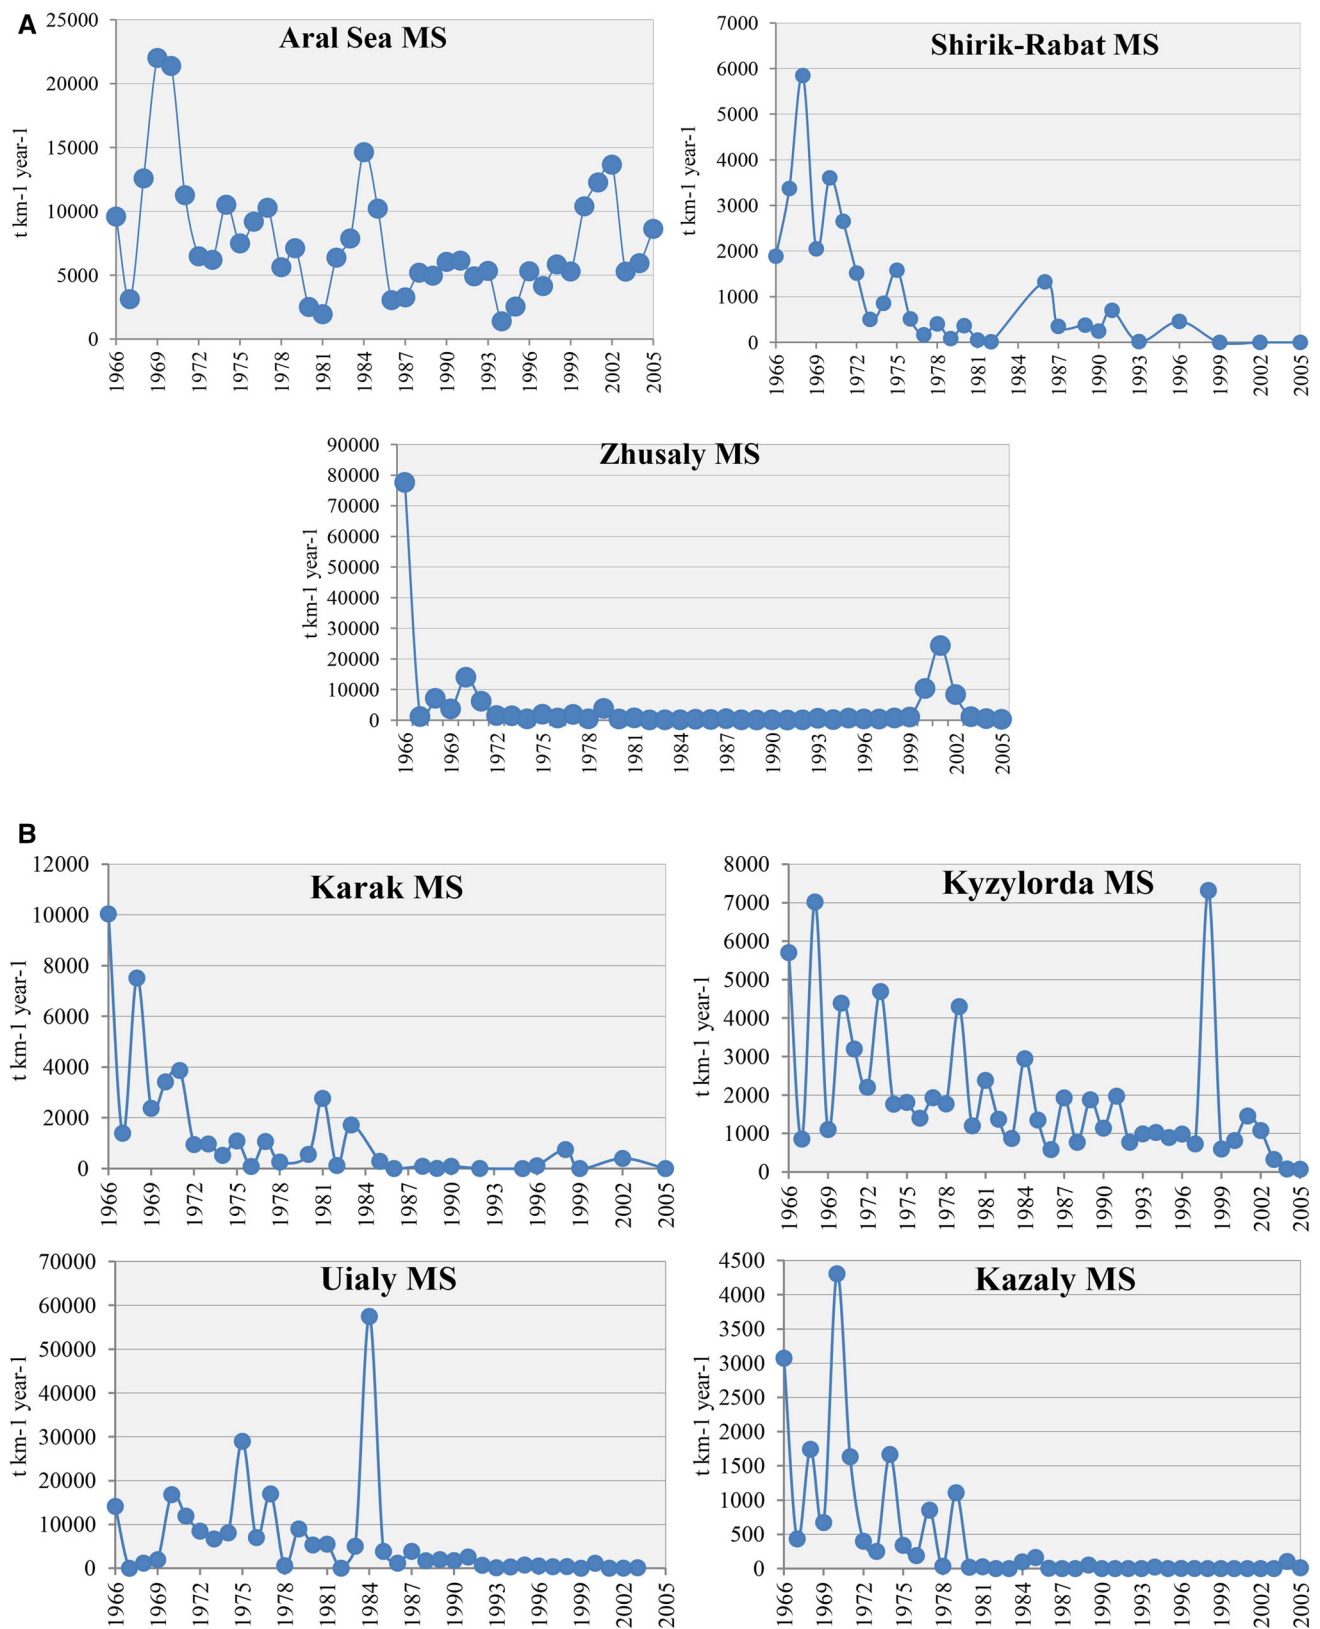 A
Aral Sea MS
t km-1 year-1
25000
20000
15000
10000
5000
0
1966 1969 1972 1975 1978 1981 1984 1987 1990 1993 1996 1999 2002 2005
Shirik-Rabat MS
t km-1 year-1
7000
6000
5000
4000
3000
2000
1000
0
1966 1969 1972 1975 1978 1981 1984 1987 1990 1993 1996 1999 2002 2005
Zhusaly MS
t km-1 year-1
90000
80000
70000
60000
50000
40000
30000
20000
10000
0
1966 1969 1972 1975 1978 1981 1984 1987 1990 1993 1996 1999 2002 2005
B
Karak MS
t km-1 year-1
12000
10000
8000
6000
4000
2000
0
1966 1969 1972 1975 1978 1981 1984 1987 1990 1993 1996 1999 2002 2005
Kyzylorda MS
t km-1 year-1
8000
7000
6000
5000
4000
3000
2000
1000
0
1966 1969 1972 1975 1978 1981 1984 1987 1990 1993 1996 1999 2002 2005
Uialy MS
t km-1 year-1
70000
60000
50000
40000
30000
20000
10000
0
1966 1969 1972 1975 1978 1981 1984 1987 1990 1993 1996 1999 2002 2005
Kazaly MS
t km-1 year-1
4500
4000
3500
3000
2500
2000
1500
1000
500
0
1966 1969 1972 1975 1978 1981 1984 1987 1990 1993 1996 1999 2002 2005